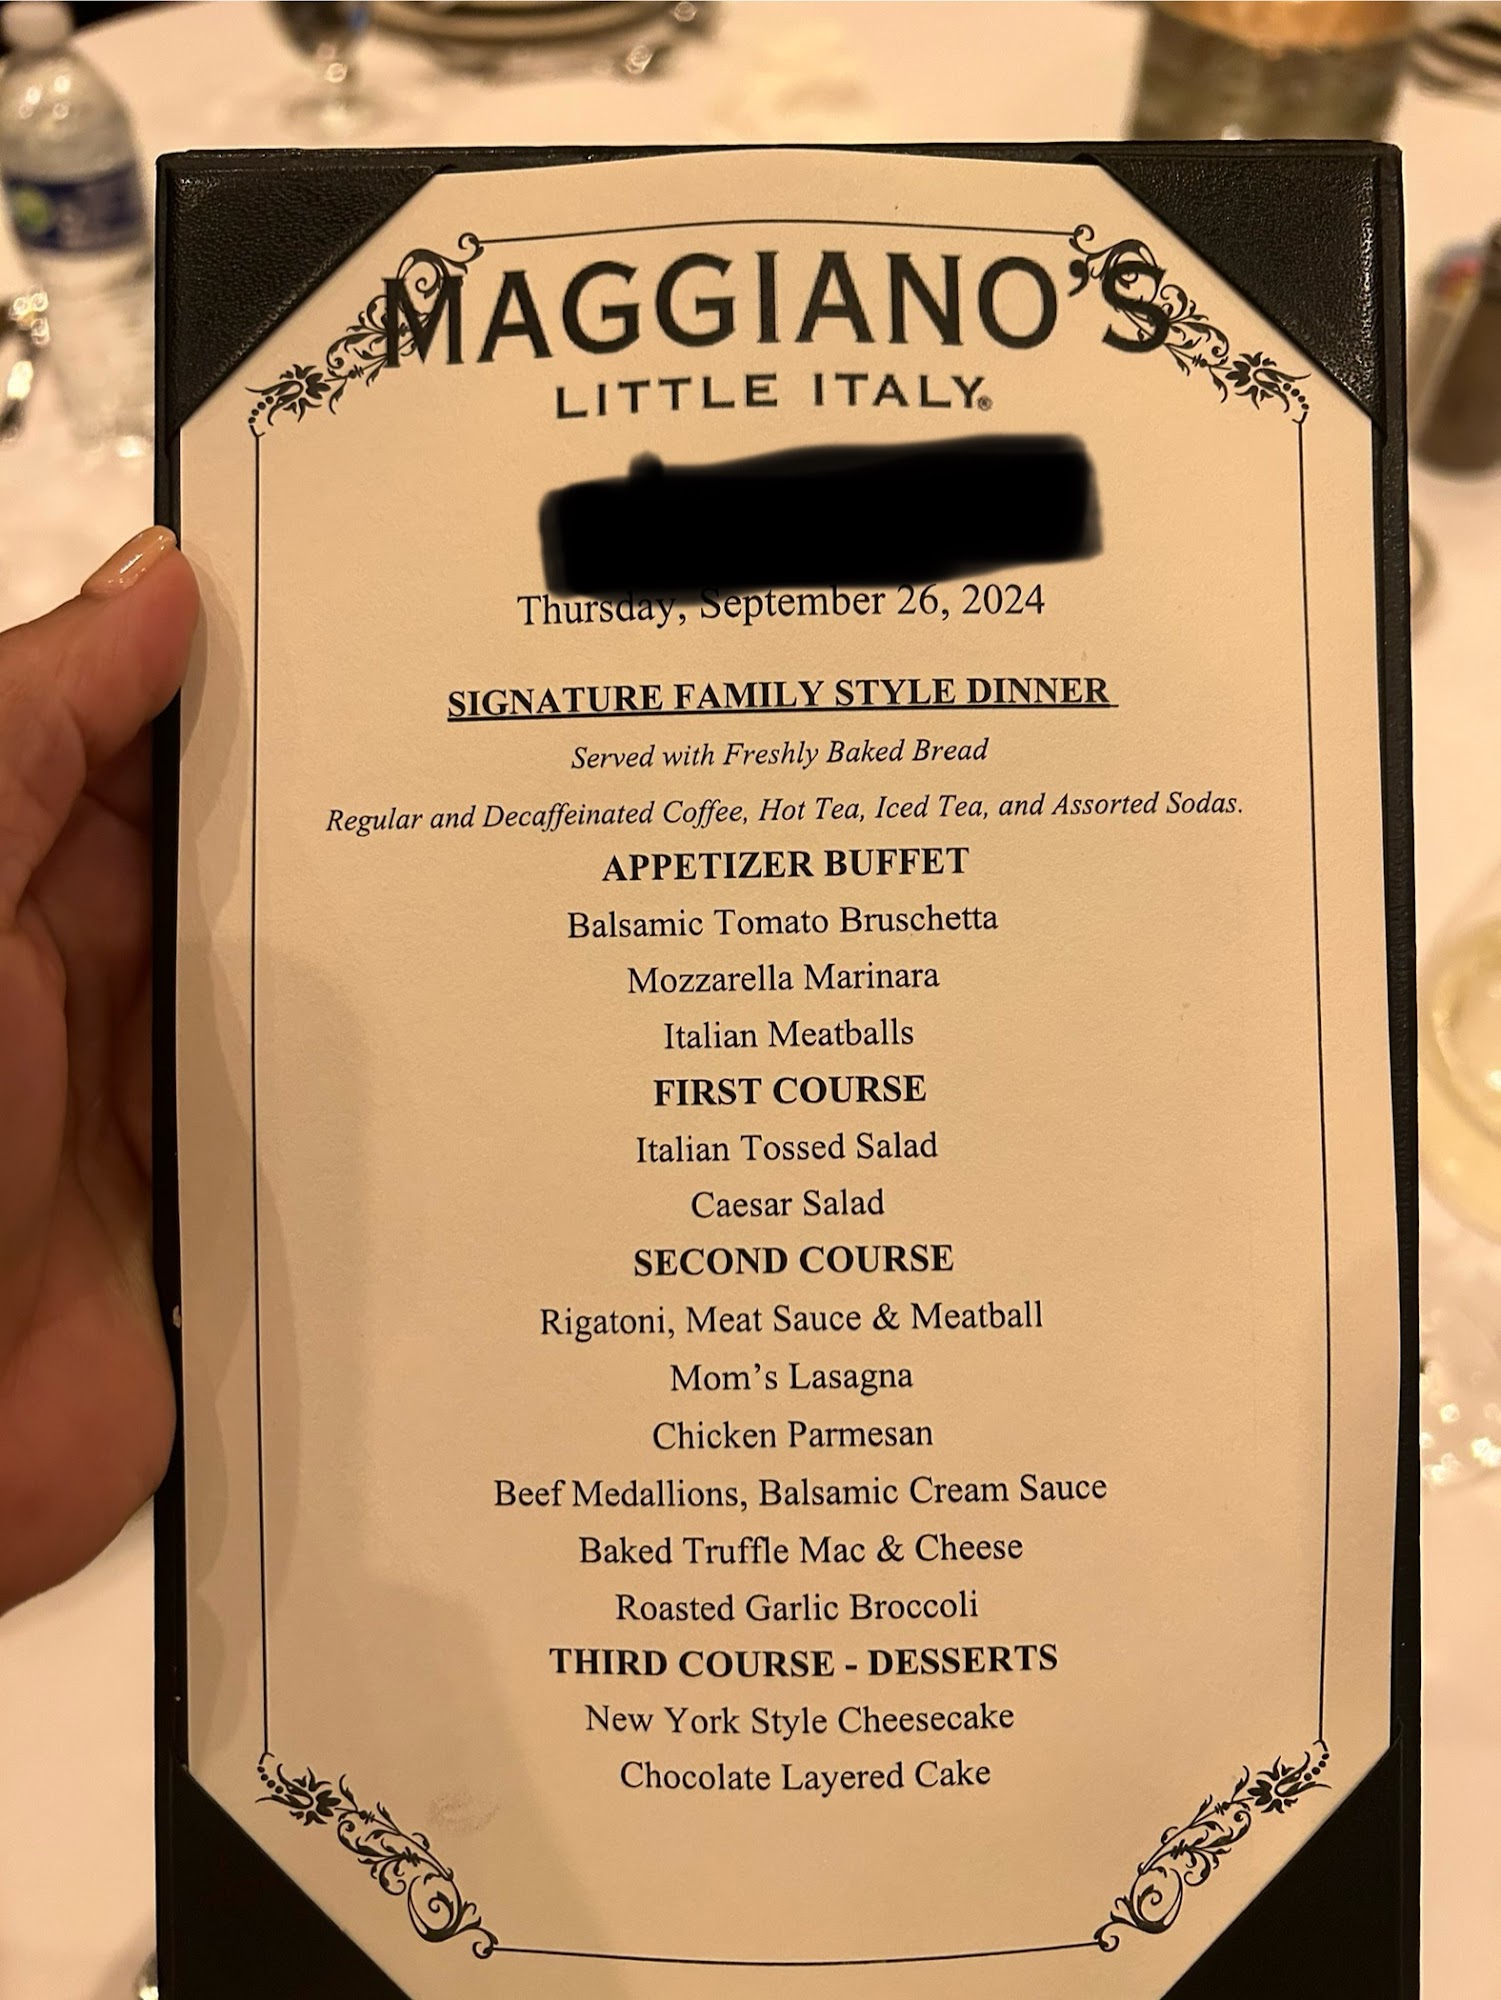 MAGGIANO'S
LITTLE ITALY®
Thursday, September 26, 2024
SIGNATURE FAMILY STYLE DINNER
Served with Freshly Baked Bread
Regular and Decaffeinated Coffee, Hot Tea, Iced Tea, and Assorted Sodas.
APPETIZER BUFFET
Balsamic Tomato Bruschetta
Mozzarella Marinara
Italian Meatballs
FIRST COURSE
Italian Tossed Salad
Caesar Salad
SECOND COURSE
Rigatoni, Meat Sauce & Meatball
Mom’s Lasagna
Chicken Parmesan
Beef Medallions, Balsamic Cream Sauce
Baked Truffle Mac & Cheese
Roasted Garlic Broccoli
THIRD COURSE - DESSERTS
New York Style Cheesecake
Chocolate Layered Cake